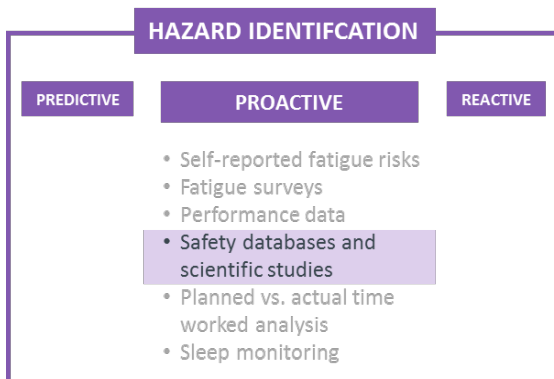 HAZARD IDENTIFCATION
PREDICTIVE
PROACTIVE
REACTIVE
• Self-reported fatigue risks
• Fatigue surveys
• Performance data
• Safety databases and
scientific studies
• Planned vs. actual time
worked analysis
• Sleep monitoring